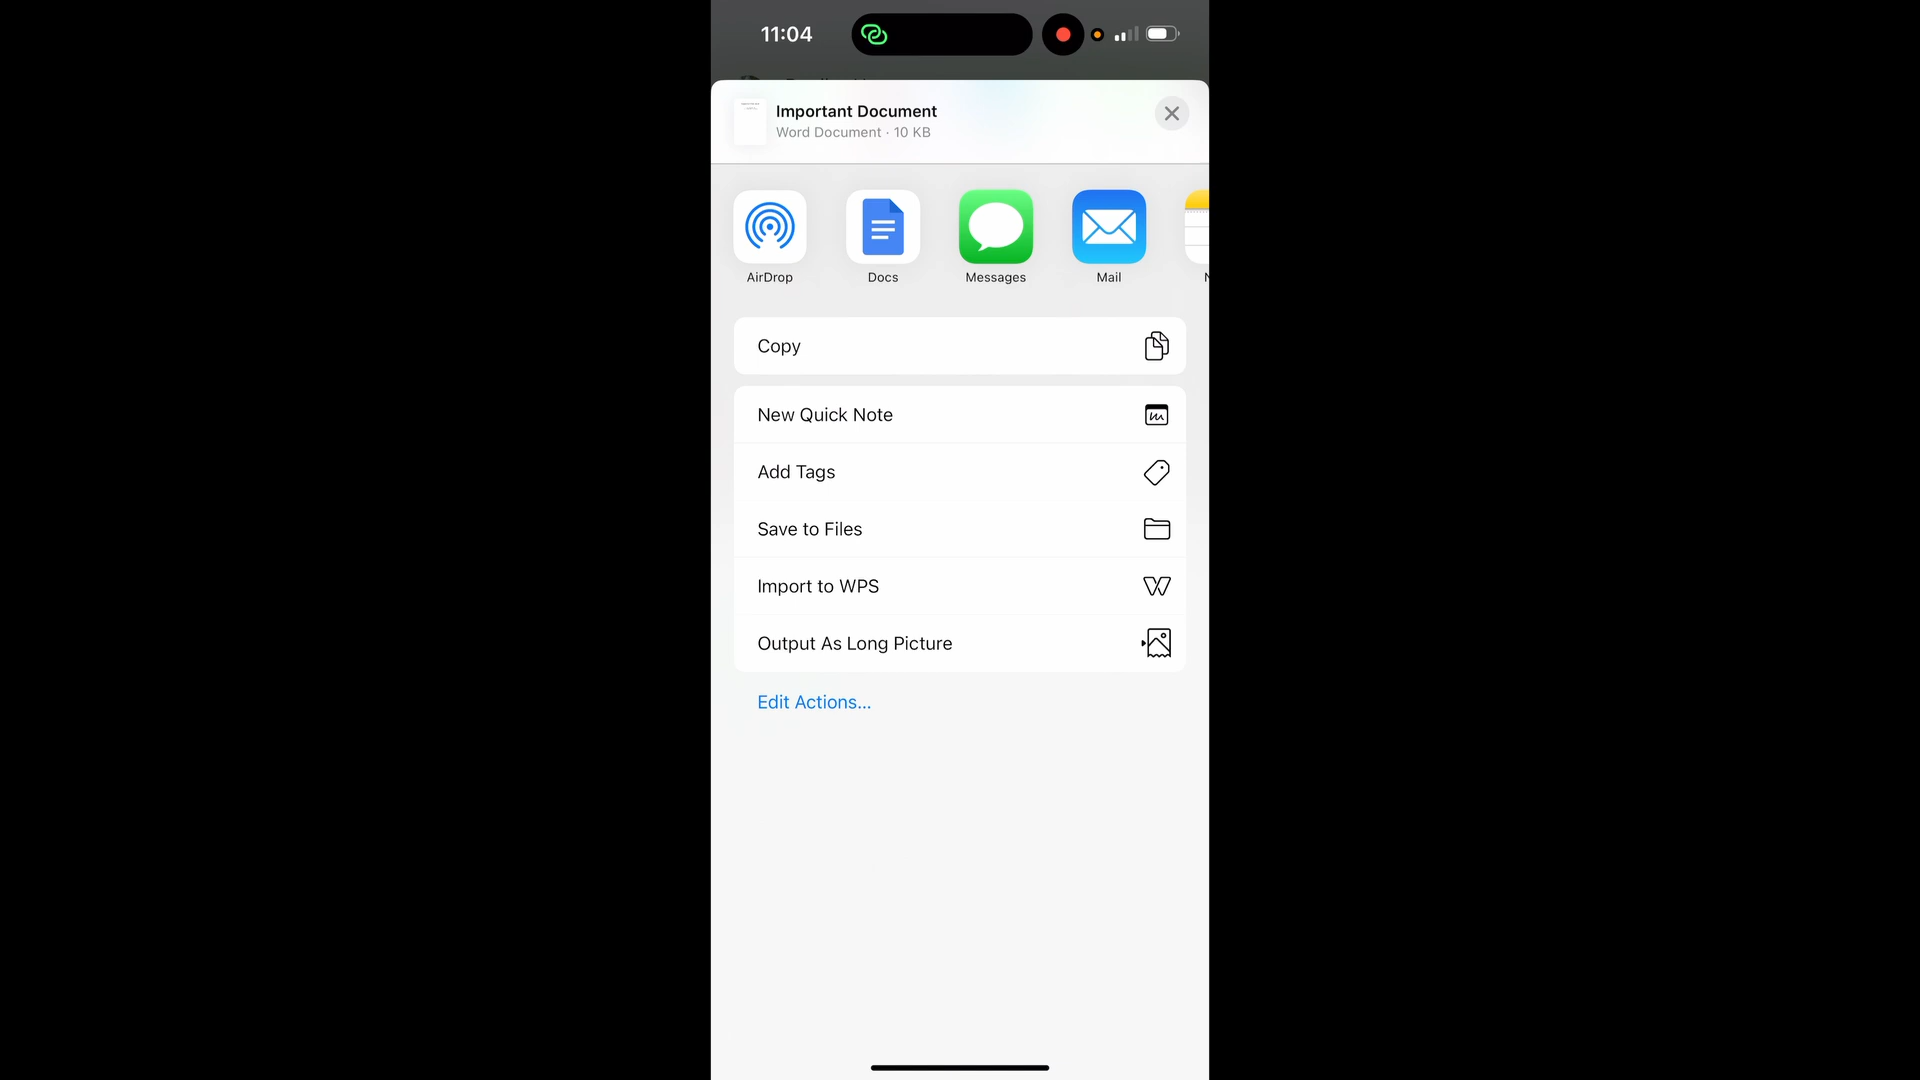 11:04
Important Document
Word Document · 10 KB
AirDrop
Docs
Messages
Mail
Copy
New Quick Note
Add Tags
Save to Files
Import to WPS
Output As Long Picture
Edit Actions...